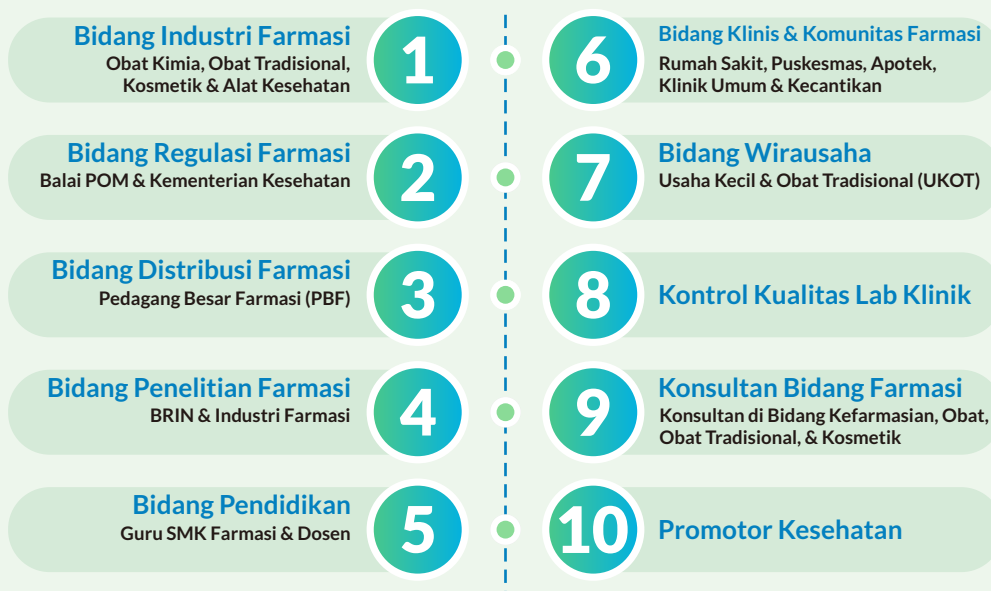 1
Bidang Industri Farmasi
Obat Kimia, Obat Tradisional,
Kosmetik & Alat Kesehatan
2
Bidang Regulasi Farmasi
Balai POM & Kementerian Kesehatan
3
Bidang Distribusi Farmasi
Pedagang Besar Farmasi (PBF)
4
Bidang Penelitian Farmasi
BRIN & Industri Farmasi
5
Bidang Pendidikan
Guru SMK Farmasi & Dosen
6
Bidang Klinis & Komunitas Farmasi
Rumah Sakit, Puskesmas, Apotek,
Klinik Umum & Kecantikan
7
Bidang Wirausaha
Usaha Kecil & Obat Tradisional (UKOT)
8
Kontrol Kualitas Lab Klinik
9
Konsultan Bidang Farmasi
Konsultan di Bidang Kefarmasian, Obat,
Obat Tradisional, & Kosmetik
10
Promotor Kesehatan